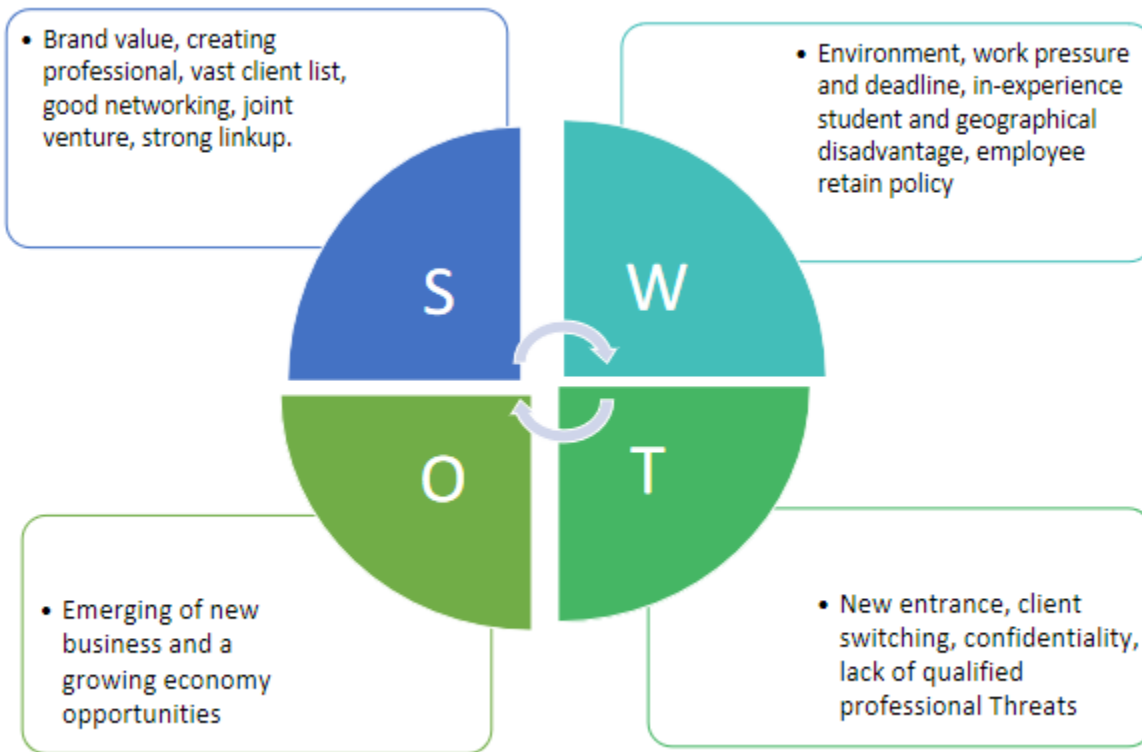 • Brand value, creating
professional, vast client list,
good networking, joint
venture, strong linkup.
• Environment, work pressure
and deadline, in-experience
student and geographical
disadvantage, employee
retain policy
S
W
O
T
• Emerging of new
business and a
growing economy
opportunities
• New entrance, client
switching, confidentiality,
lack of qualified
professional Threats